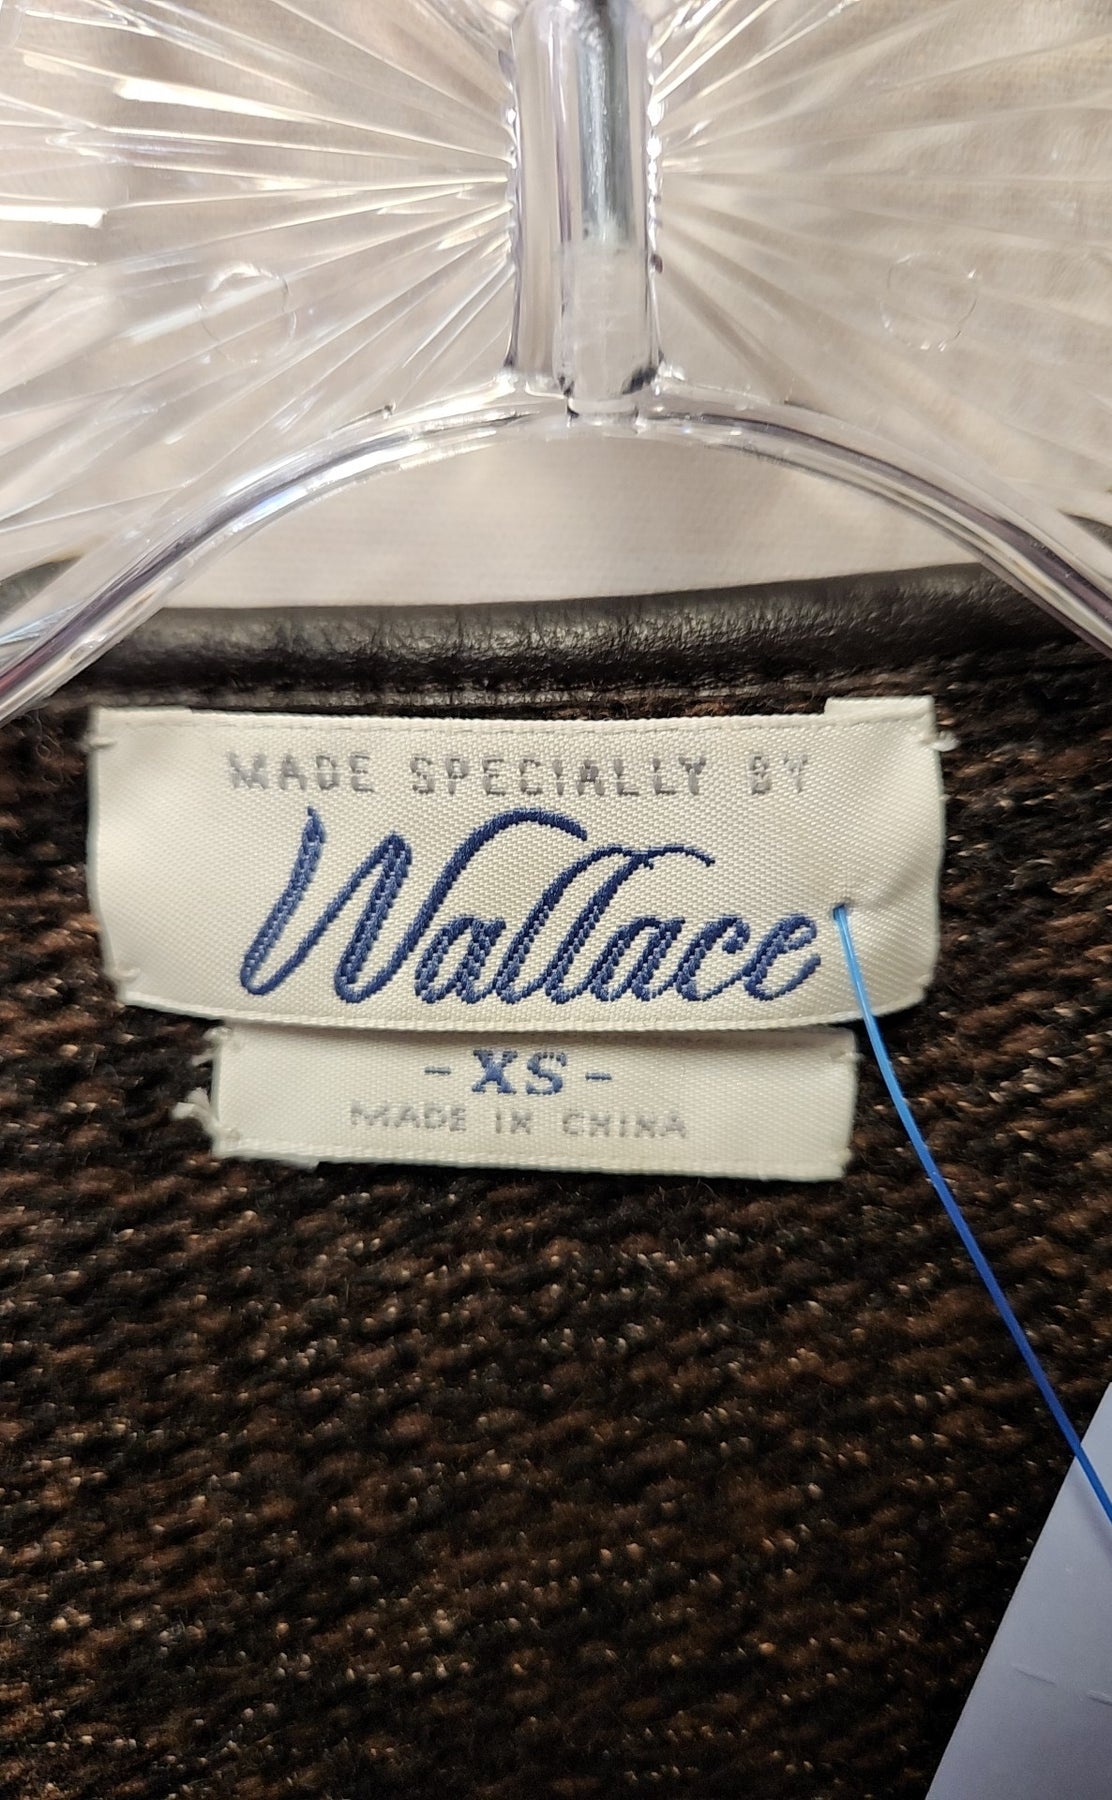 MADE SPECIALLY BY
Wallace
- XS -
MADE IN CHINA